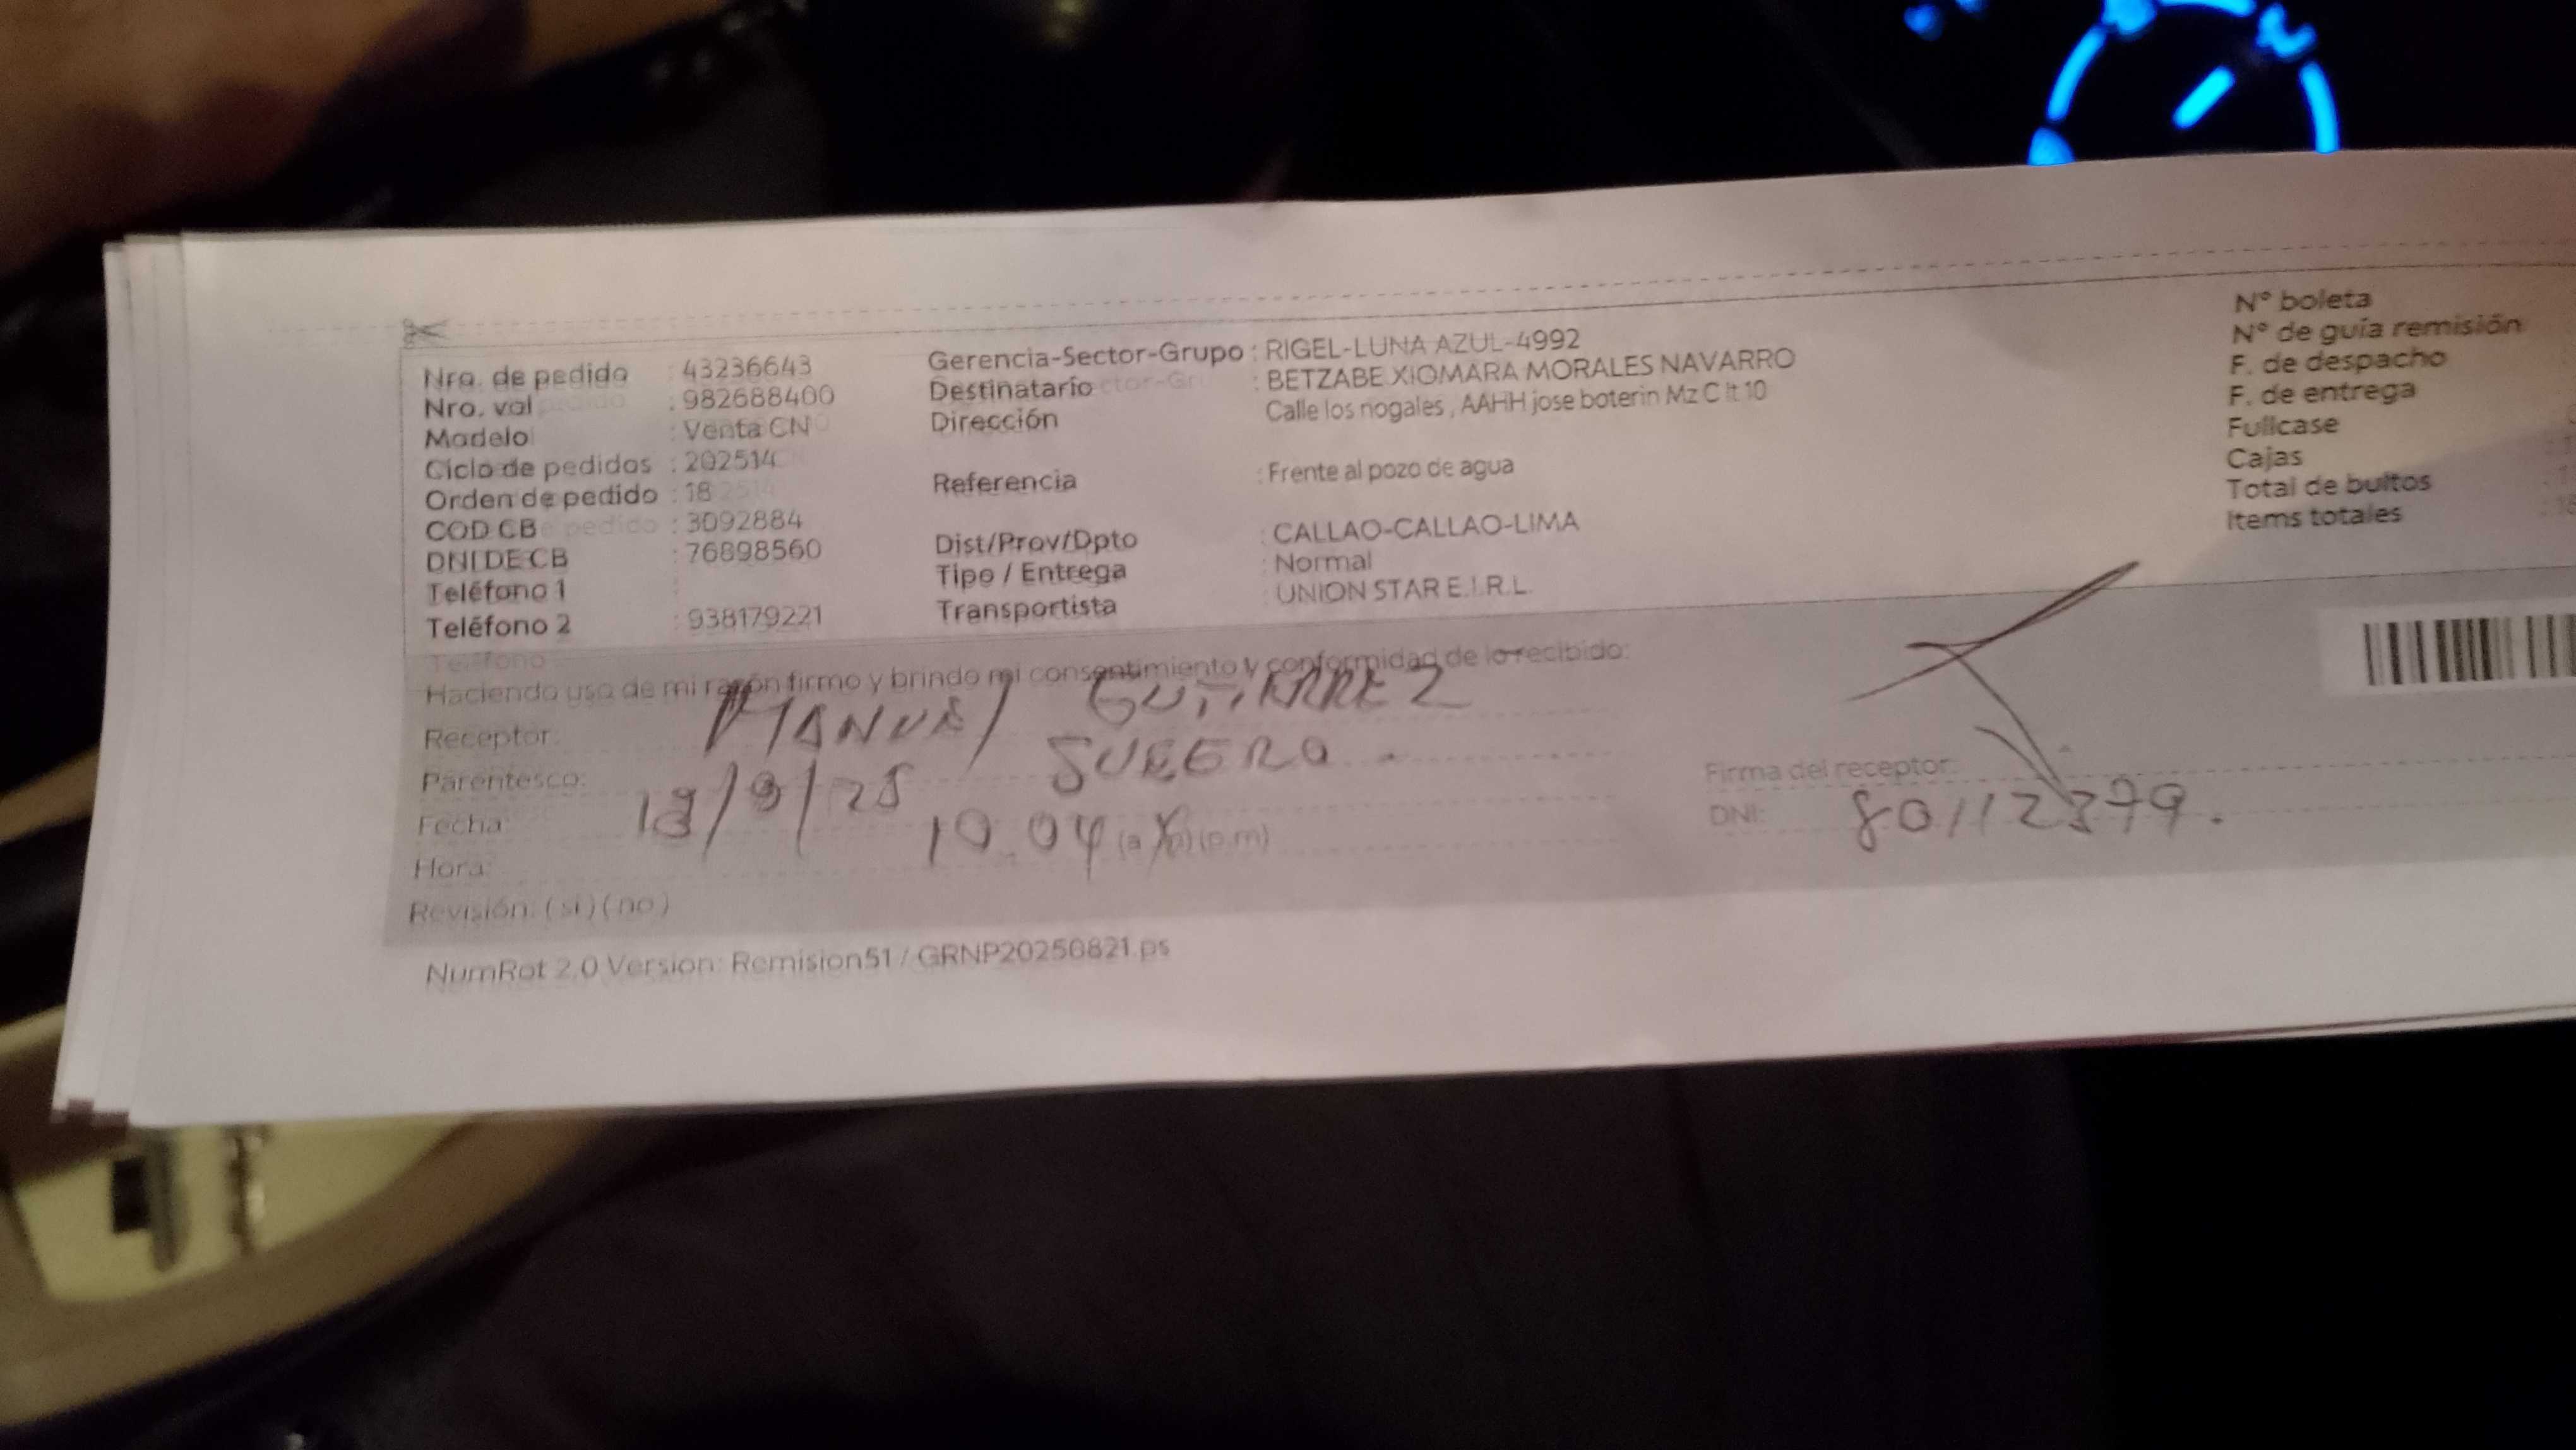 Nro. de pedido : 43236643
Nro. val : 982688400
Modelo : Venta CN
Ciclo de pedidos : 202514
Orden de pedido : 18
COD CB : 3092884
DNI DE CB : 76898560
Teléfono 1 :
Teléfono 2 : 938179221
Gerencia-Sector-Grupo : RIGEL-LUNA AZUL-4992
Destinatario : BETZABE XIOMARA MORALES NAVARRO
Dirección Calle los nogales , AAHH jose boterin Mz C lt 10
Referencia : Frente al pozo de agua
Dist/Prov/Dpto : CALLAO-CALLAO-LIMA
Tipo / Entrega : Normal
Transportista : UNION STAR E.I.R.L.
N° boleta
N° de guía remisión
F. de despacho
F. de entrega
Fullcase
Cajas
Total de bultos
Items totales
Teléfono
Haciendo uso de mi razón firmo y brindo mi consentimiento y conformidad de lo recibido:
Receptor: MANUEL GUTIERREZ
Parentesco: SUEGRO.
Fecha: /9/25
Hora: 10.04 (a.m) (p.m)
Revisión: (si) (no)
Firma del receptor:
DNI: 80112379.
NumRot 2.0 Version: Remision51 / GRNP20250821.ps